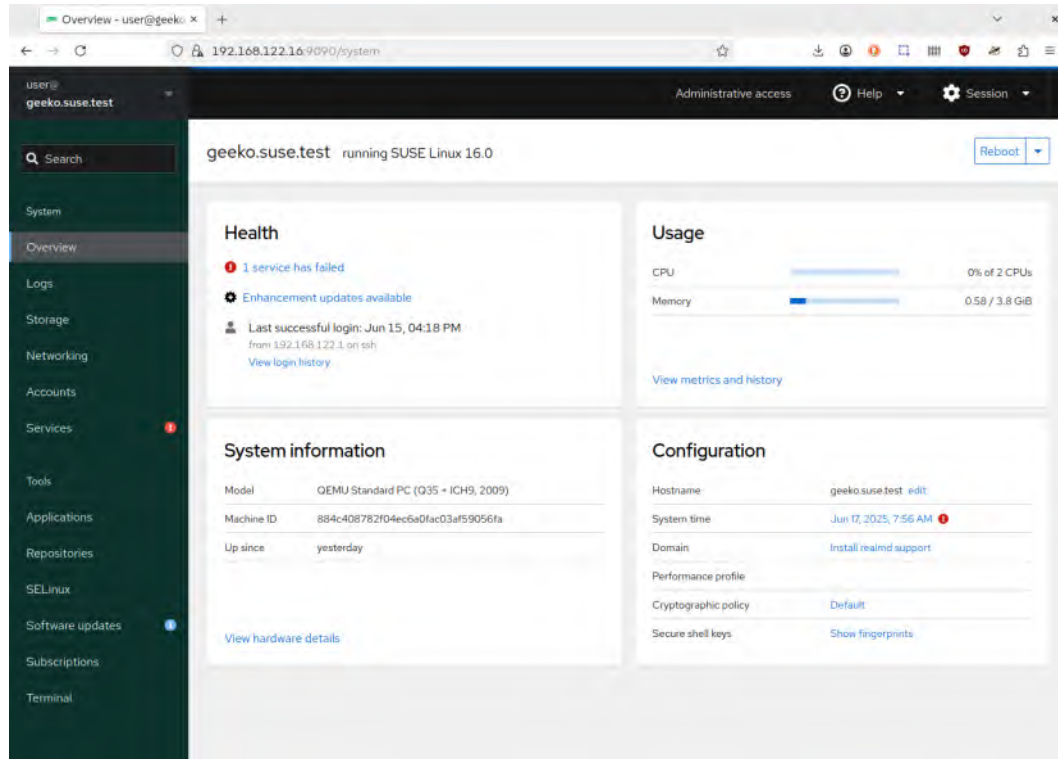 Overview - user@geeko
192.168.122.16:9090/system
user@
geeko.suse.test
Administrative access
Help
Session
Search
geeko.suse.test running SUSE Linux 16.0
Reboot
System
Overview
Logs
Storage
Networking
Accounts
Services
Tools
Applications
Repositories
SELinux
Software updates
Subscriptions
Terminal
Health
1 service has failed
Enhancement updates available
Last successful login: Jun 15, 04:18 PM
from 192.168.122.1 on ssh
View login history
Usage
CPU 0% of 2 CPUs
Memory 0.58 / 3.8 GiB
View metrics and history
System information
Model QEMU Standard PC (Q35 + ICH9, 2009)
Machine ID 884c408782f04ec6a0fac03af59056fa
Up since yesterday
View hardware details
Configuration
Hostname geeko.suse.test edit
System time Jun 17, 2025, 7:56 AM
Domain Install realmd support
Performance profile
Cryptographic policy Default
Secure shell keys Show fingerprints